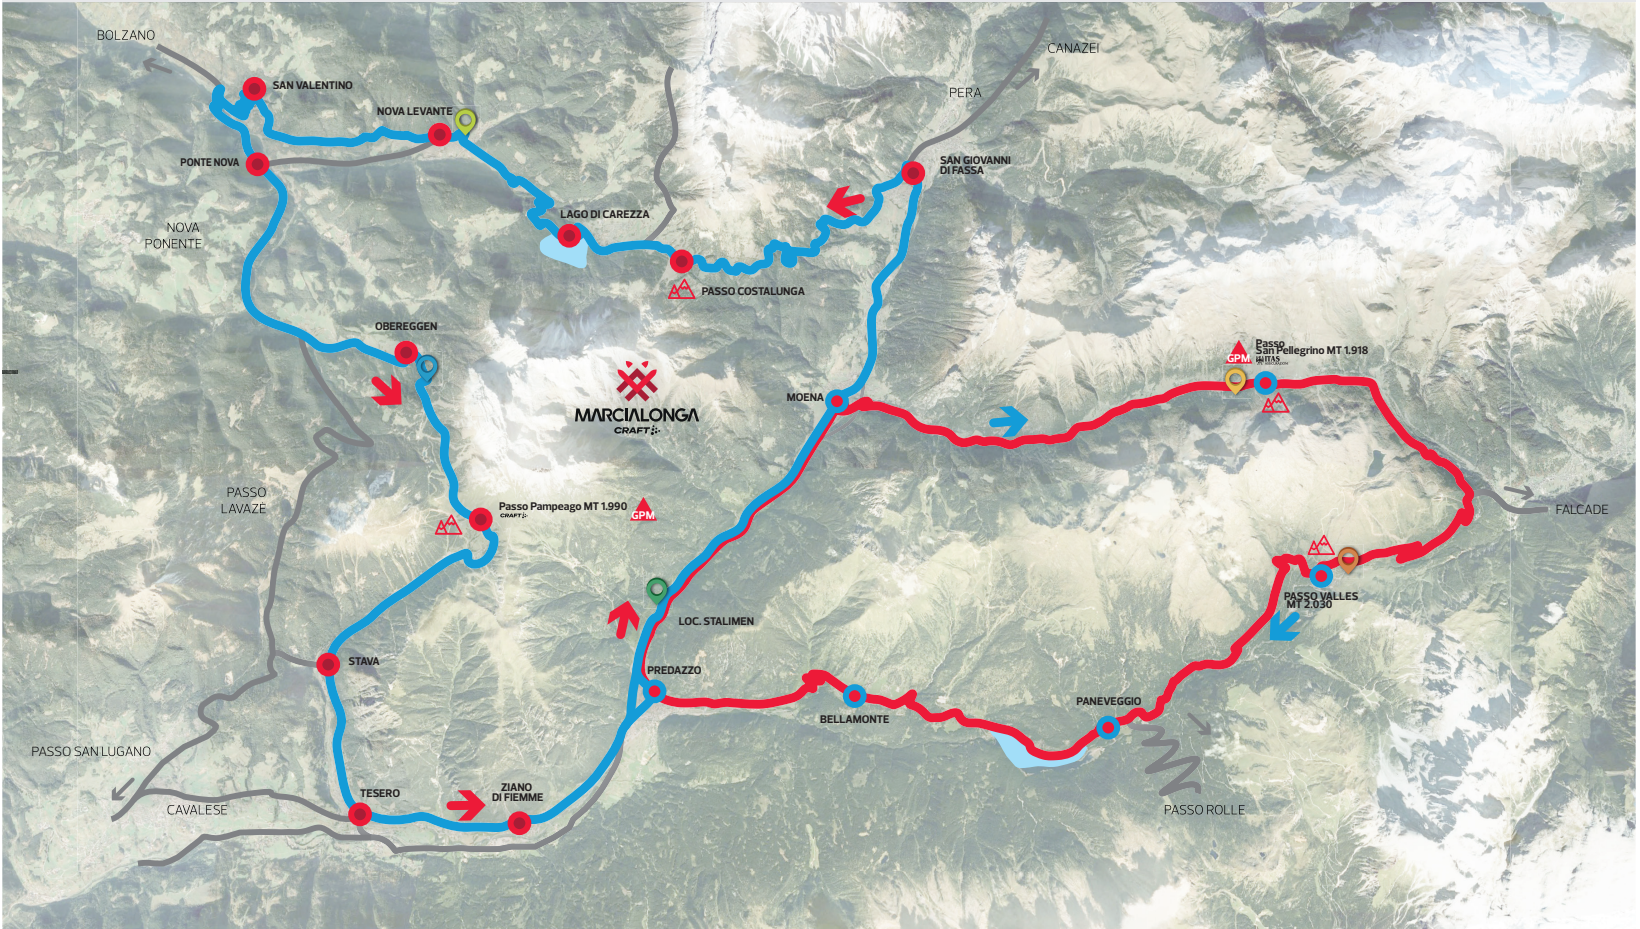 BOLZANO
CANAZEI
SAN VALENTINO
PERA
NOVA LEVANTE
PONTE NOVA
SAN GIOVANNI
DI FASSA
LAGO DI CAREZZA
NOVA
PONENTE
PASSO COSTALUNGA
OBEREGGEN
Passo
San Pellegrino MT 1.918
GPM
MOENA
MARCIALONGA
CRAFT
PASSO
LAVAZÈ
Passo Pampeago MT 1.990
CRAFT
GPM
FALCADE
PASSO VALLES
MT 2.030
LOC. STALIMEN
STAVA
PREDAZZO
PANEVEGGIO
BELLAMONTE
PASSO SAN LUGANO
TESERO
ZIANO
DI FIEMME
CAVALESE
PASSO ROLLE